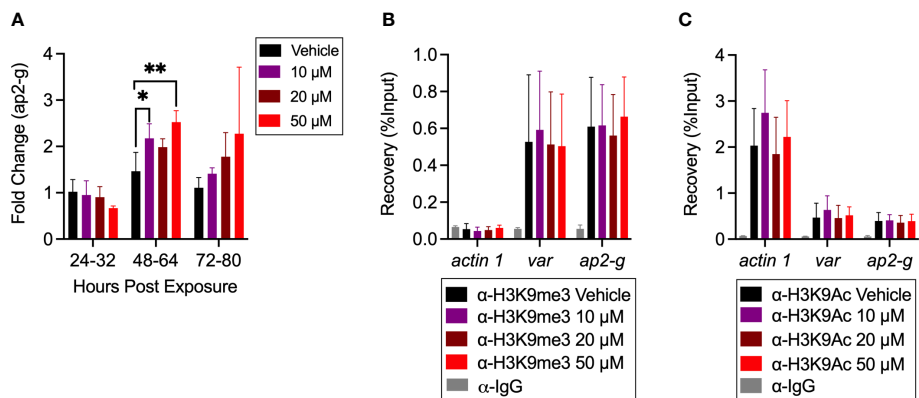 A
Fold Change (ap2-g)
4
3
2
1
0
*
**
Vehicle
10 µM
20 µM
50 µM
24-32
48-64
72-80
Hours Post Exposure
B
Recovery (%Input)
1.0
0.8
0.6
0.4
0.2
0.0
actin 1
var
ap2-g
α-H3K9me3 Vehicle
α-H3K9me3 10 µM
α-H3K9me3 20 µM
α-H3K9me3 50 µM
α-IgG
C
Recovery (%Input)
4
3
2
1
0
actin 1
var
ap2-g
α-H3K9Ac Vehicle
α-H3K9Ac 10 µM
α-H3K9Ac 20 µM
α-H3K9Ac 50 µM
α-IgG